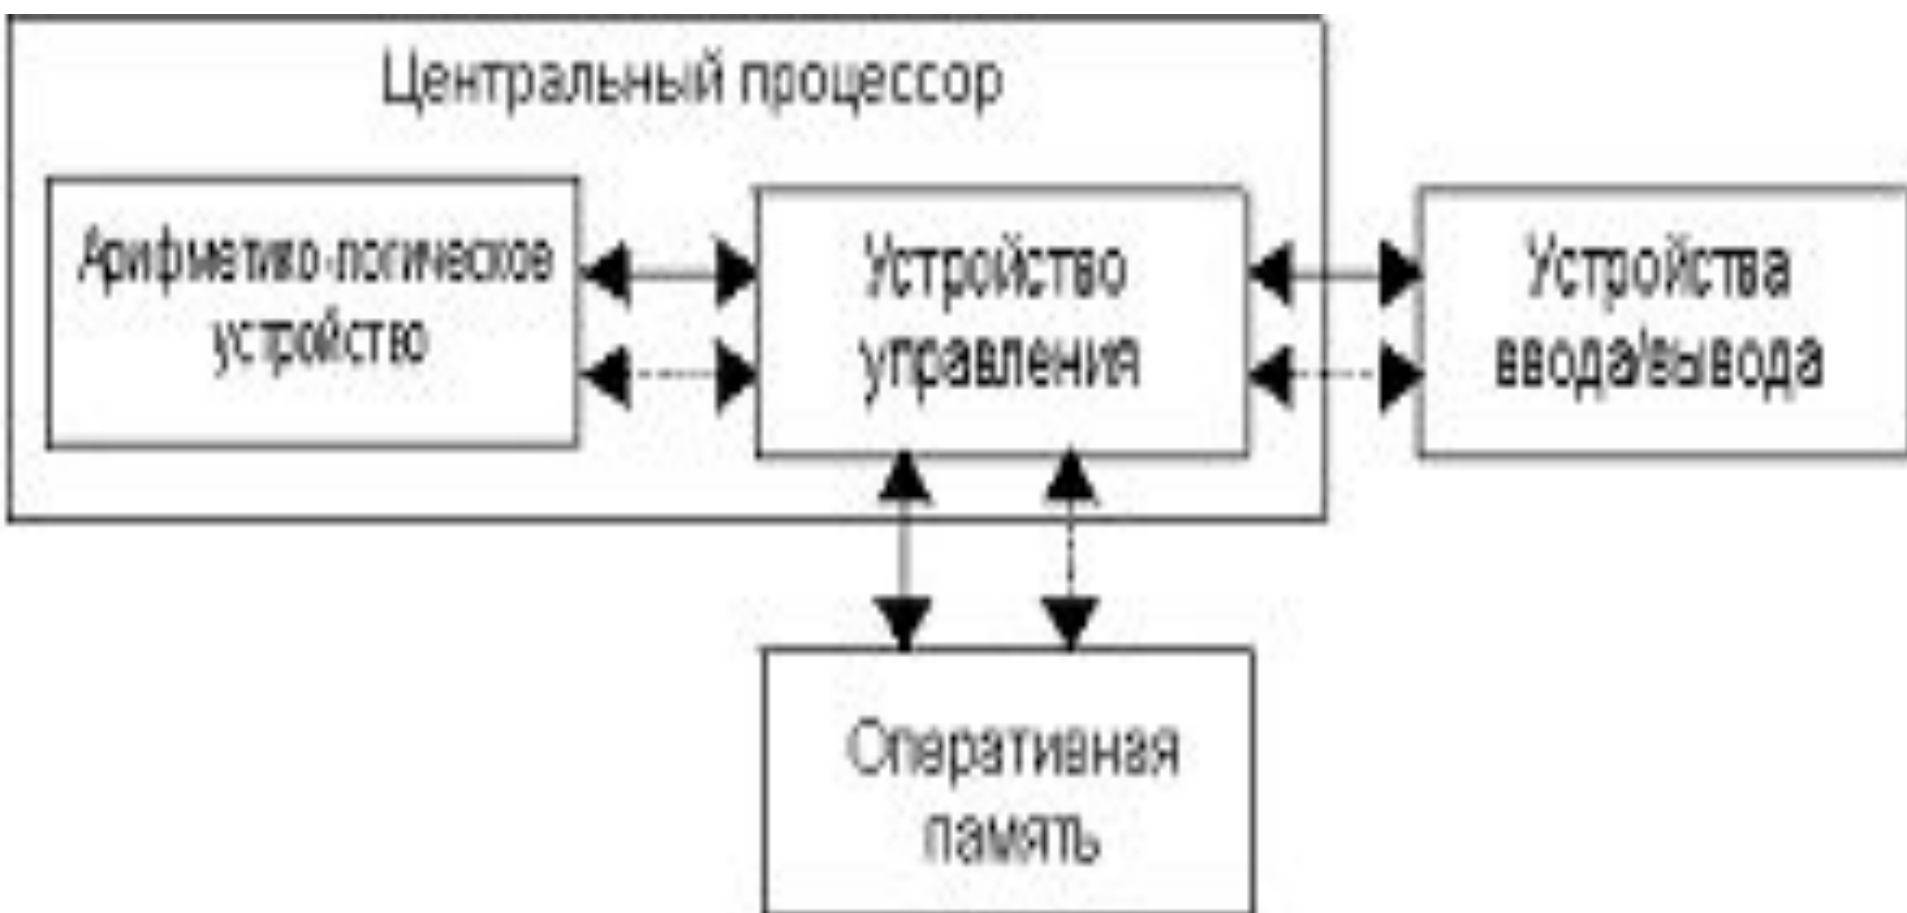 Центральный процессор
Арифметико-логическое
устройство
Устройство
управления
Устройства
ввода/вывода
Оперативная
память